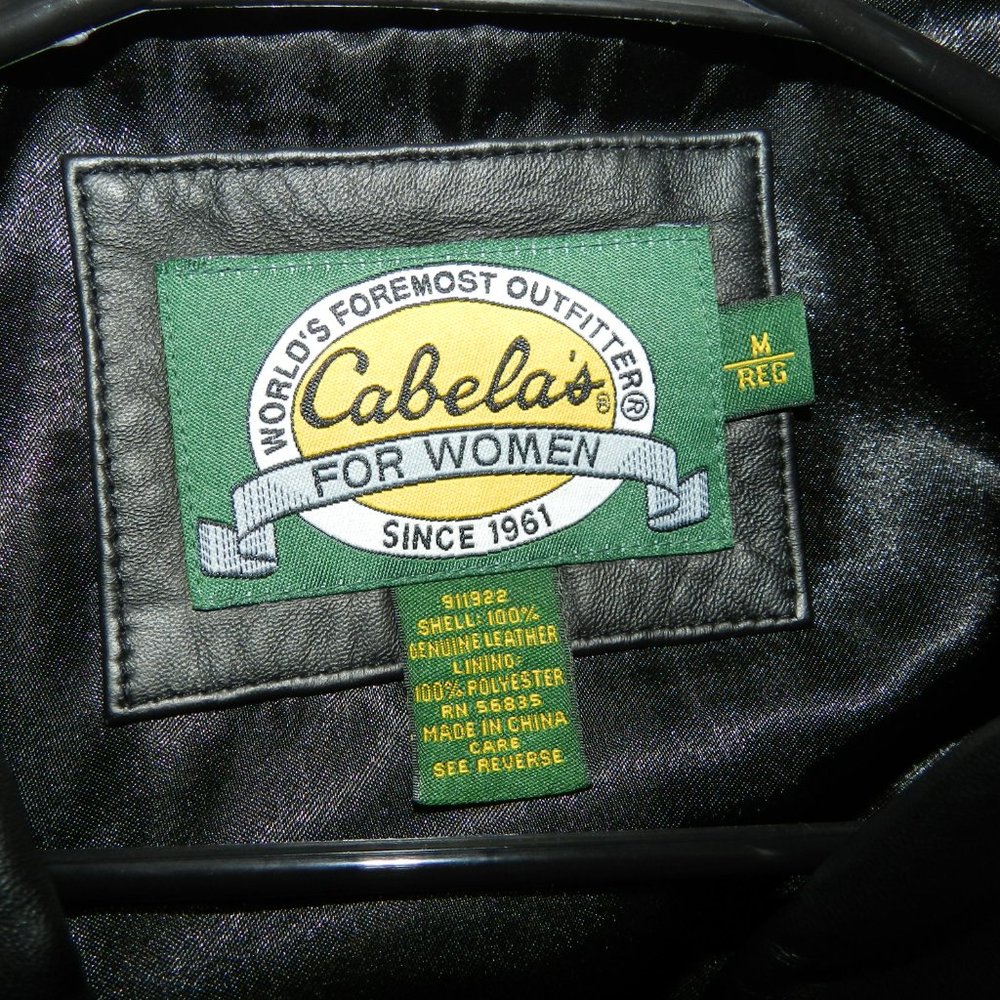 WORLD'S FOREMOST OUTFITTER®
Cabela's®
FOR WOMEN
SINCE 1961
M
REG
911922
SHELL: 100%
GENUINE LEATHER
LINING:
100% POLYESTER
RN 56835
MADE IN CHINA
CARE
SEE REVERSE